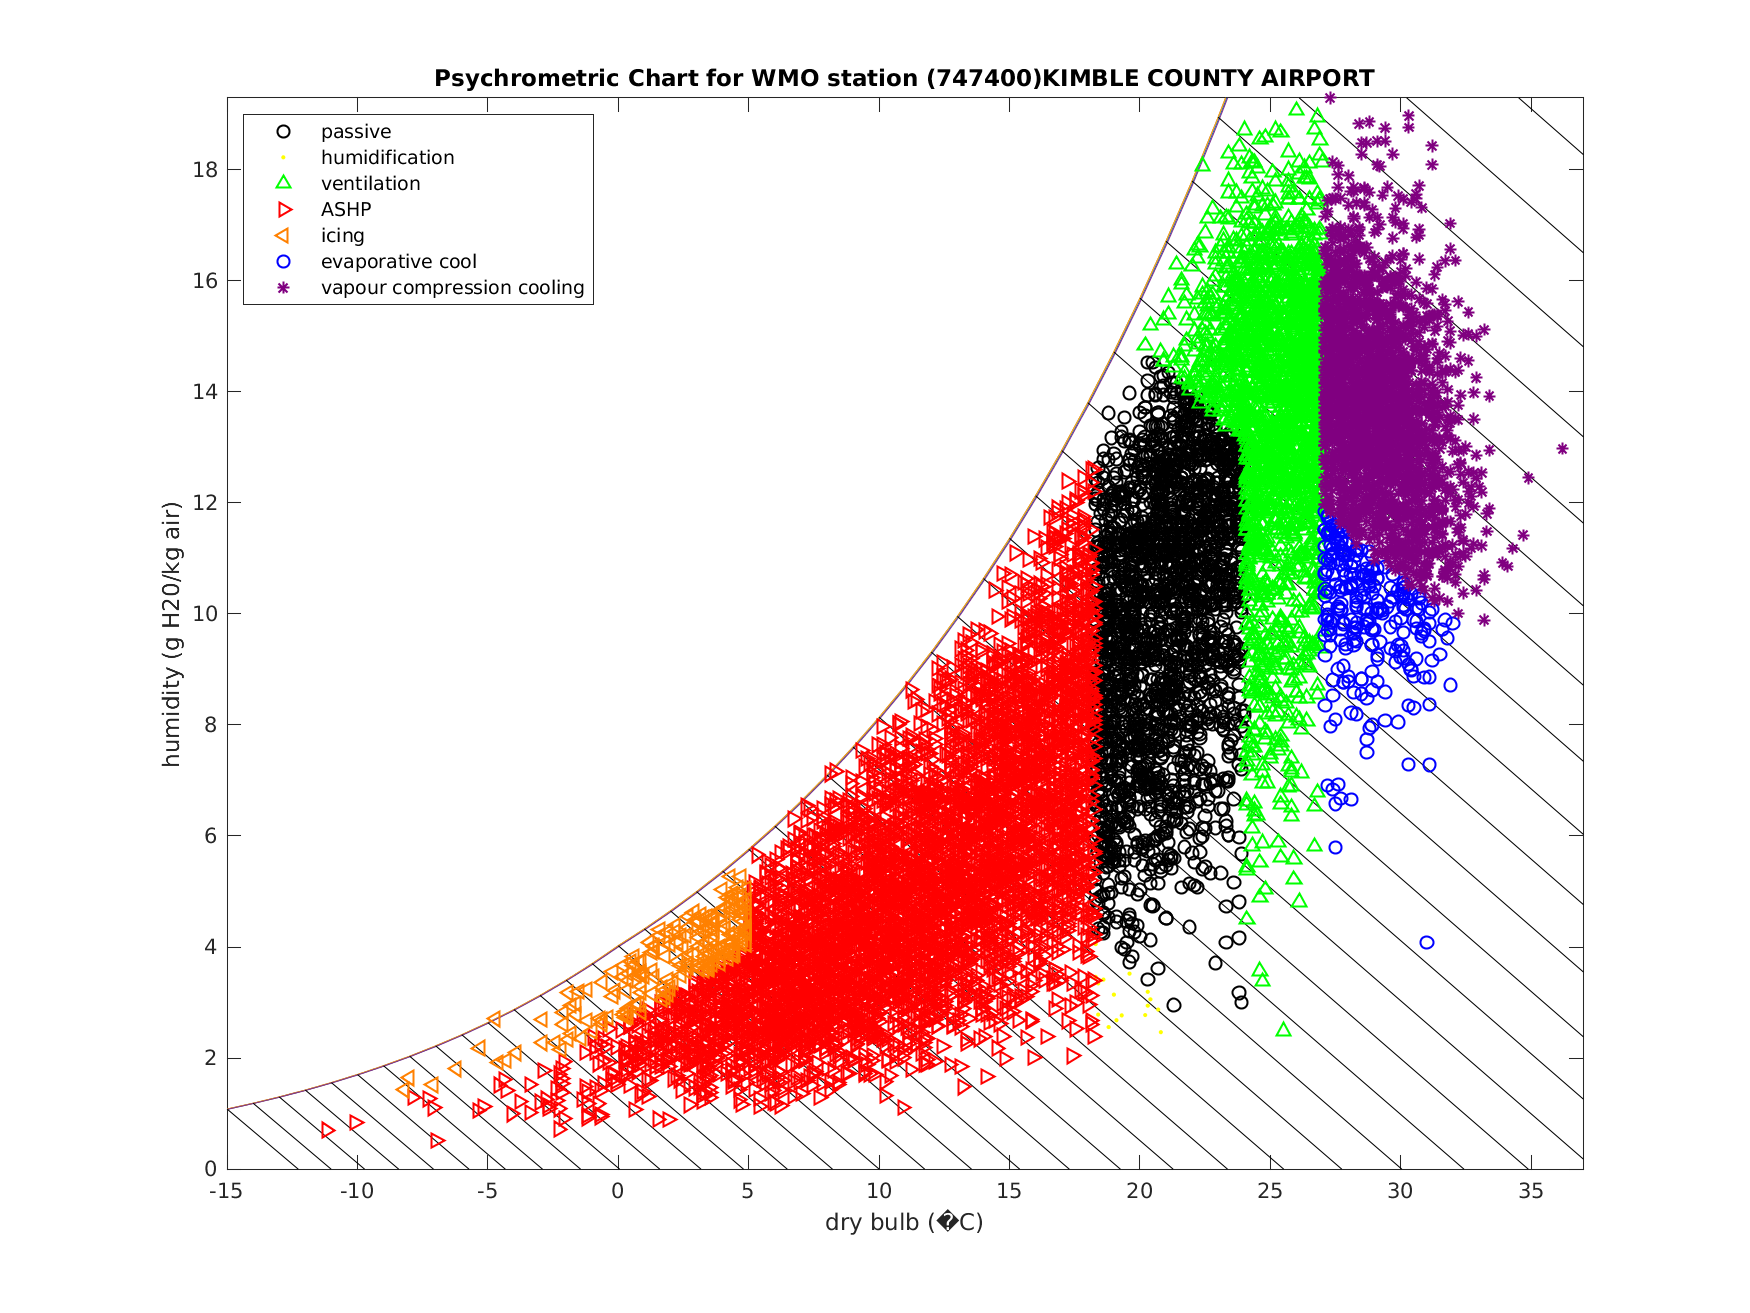 Psychrometric Chart for WMO station (747400)KIMBLE COUNTY AIRPORT
passive
humidification
ventilation
ASHP
icing
evaporative cool
vapour compression cooling
humidity (g H20/kg air)
18
16
14
12
10
8
6
4
2
0
-15 -10 -5 0 5 10 15 20 25 30 35
dry bulb (�C)